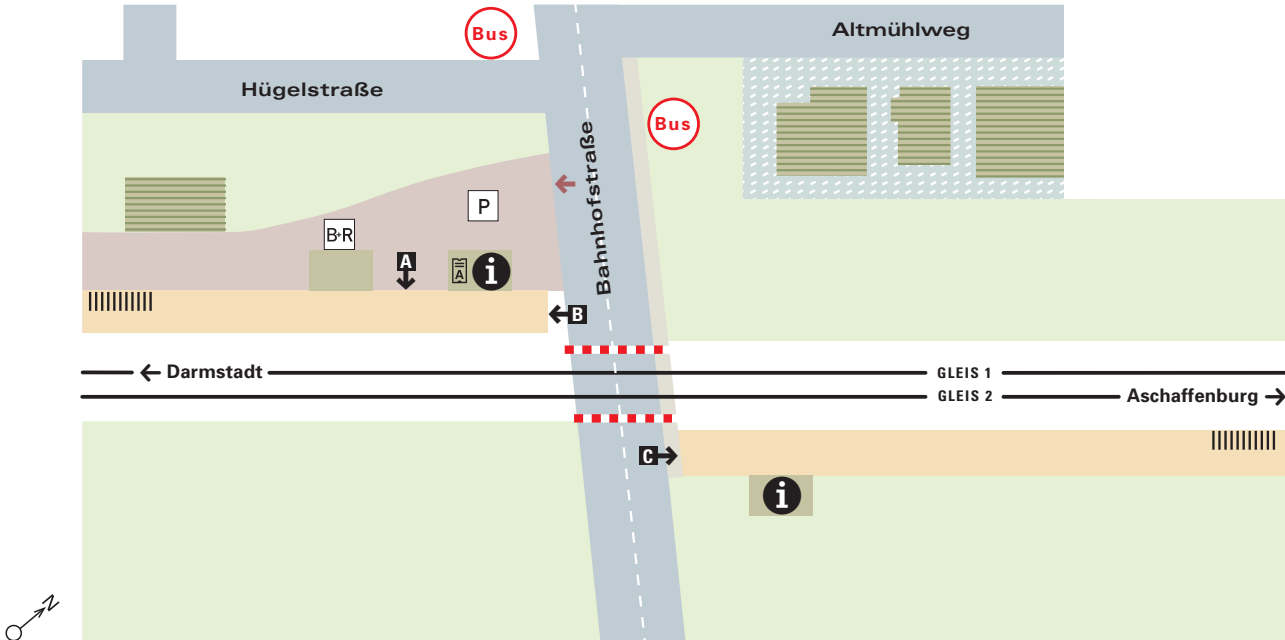 Bus
Altmühlweg
Hügelstraße
Bus
Bahnhofstraße
P
B+R
A
A
i
B
Darmstadt
GLEIS 1
GLEIS 2
Aschaffenburg
C
i
N